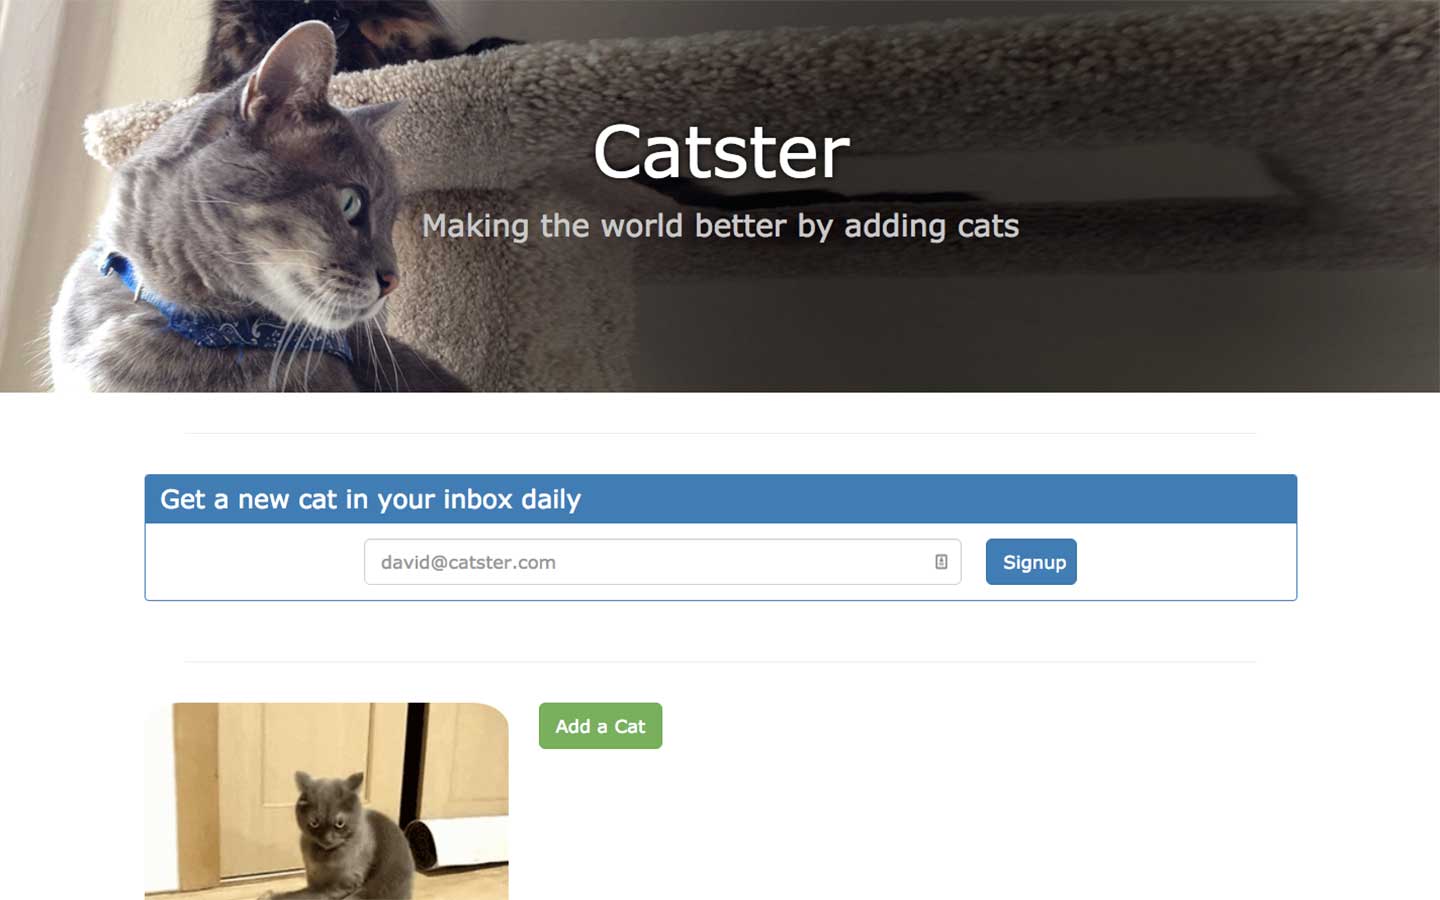 Catster
Making the world better by adding cats
Get a new cat in your inbox daily
david@catster.com
Signup
Add a Cat